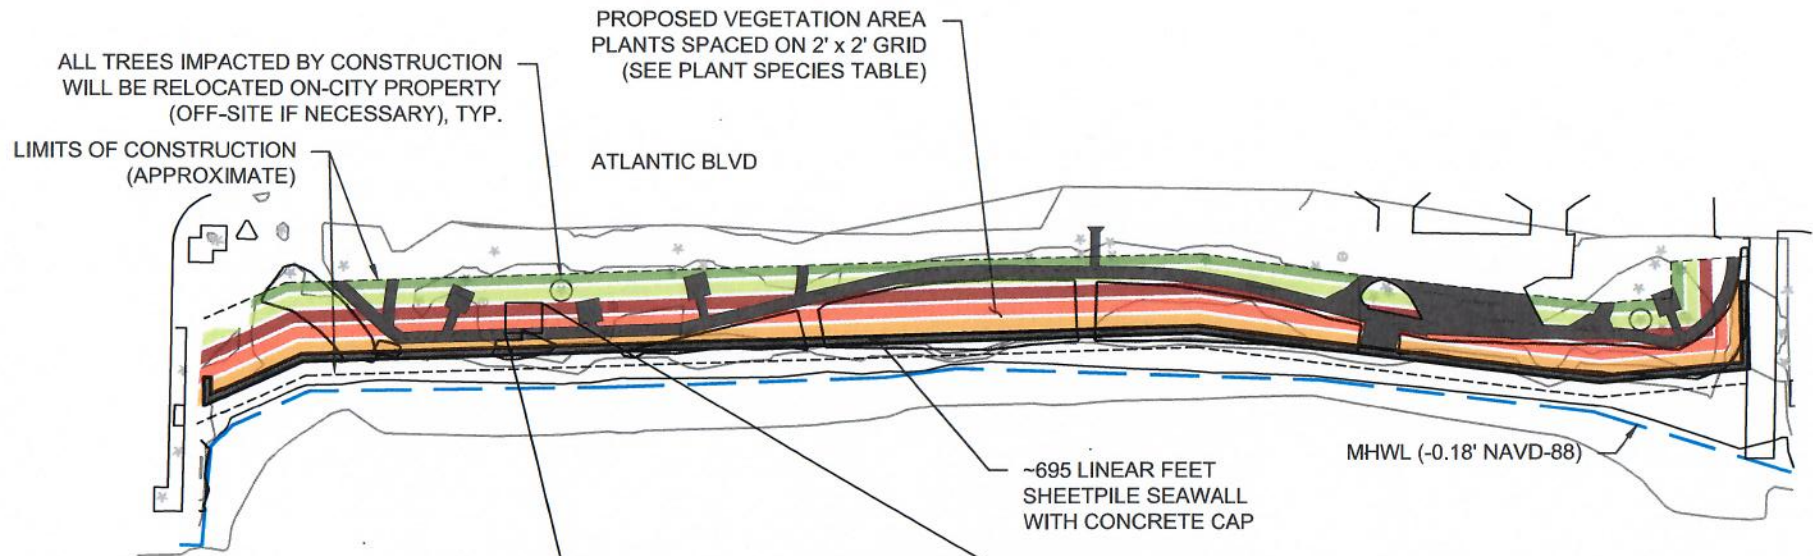 PROPOSED VEGETATION AREA
PLANTS SPACED ON 2' x 2' GRID
(SEE PLANT SPECIES TABLE)
ALL TREES IMPACTED BY CONSTRUCTION
WILL BE RELOCATED ON-CITY PROPERTY
(OFF-SITE IF NECESSARY), TYP.
LIMITS OF CONSTRUCTION
(APPROXIMATE)
ATLANTIC BLVD
MHWL (-0.18' NAVD-88)
~695 LINEAR FEET
SHEETPILE SEAWALL
WITH CONCRETE CAP